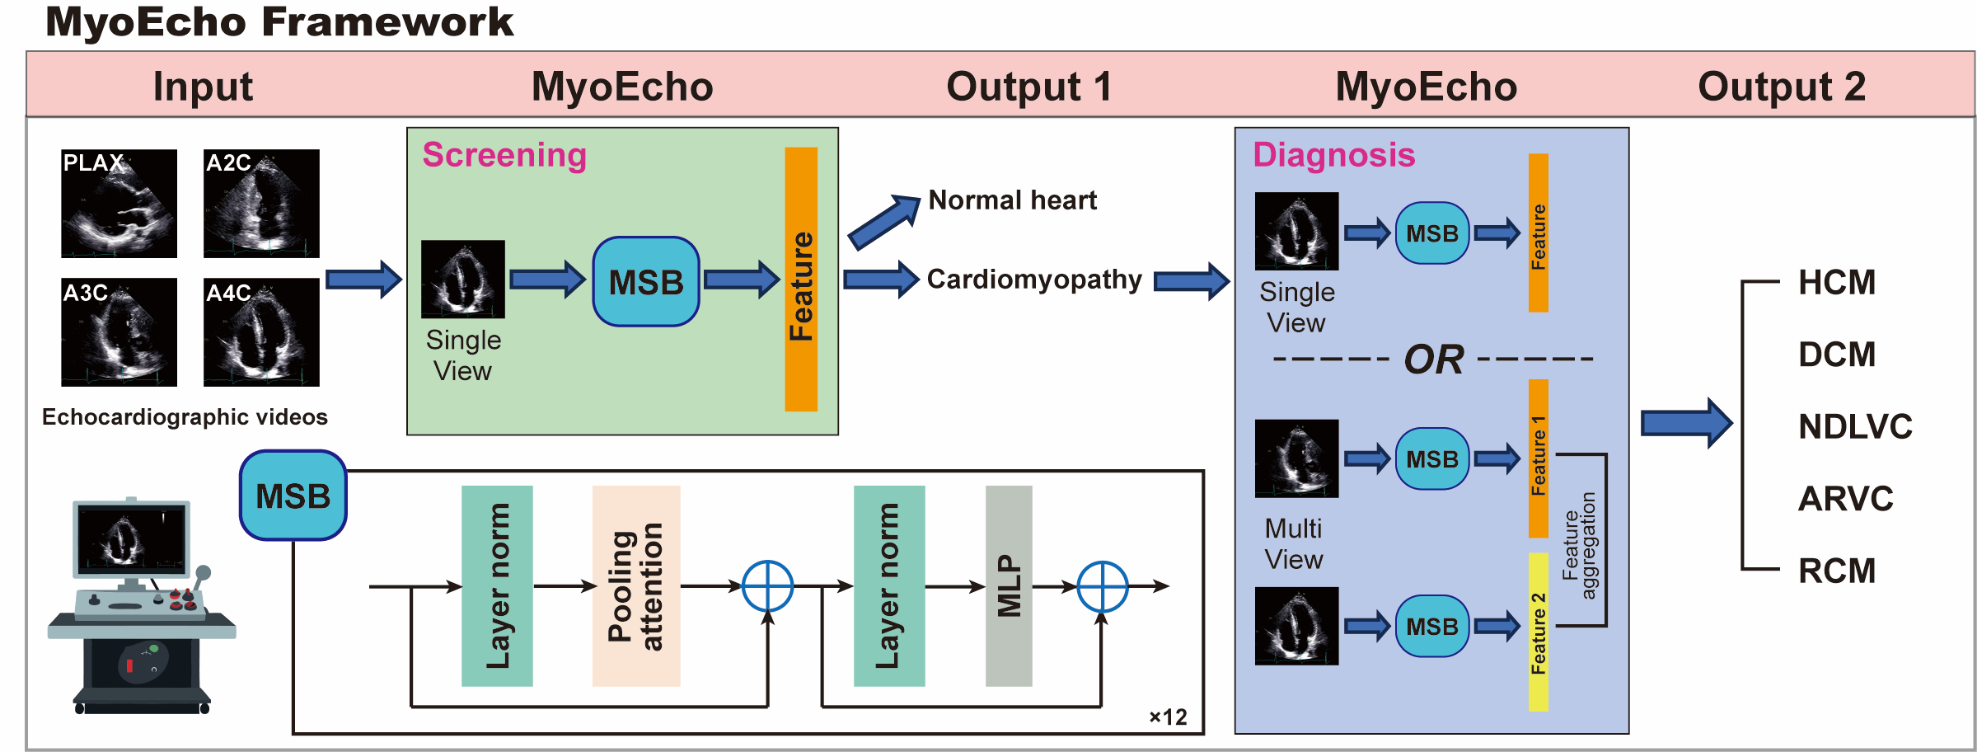 MyoEcho Framework
Input
MyoEcho
Output 1
MyoEcho
Output 2
PLAX
A2C
A3C
A4C
Echocardiographic videos
Screening
Single
View
MSB
Feature
Normal heart
Cardiomyopathy
Diagnosis
Single
View
MSB
Feature
OR
Multi
View
MSB
Feature 1
MSB
Feature 2
Feature
aggregation
HCM
DCM
NDLVC
ARVC
RCM
MSB
Layer norm
Pooling
attention
Layer norm
MLP
×12